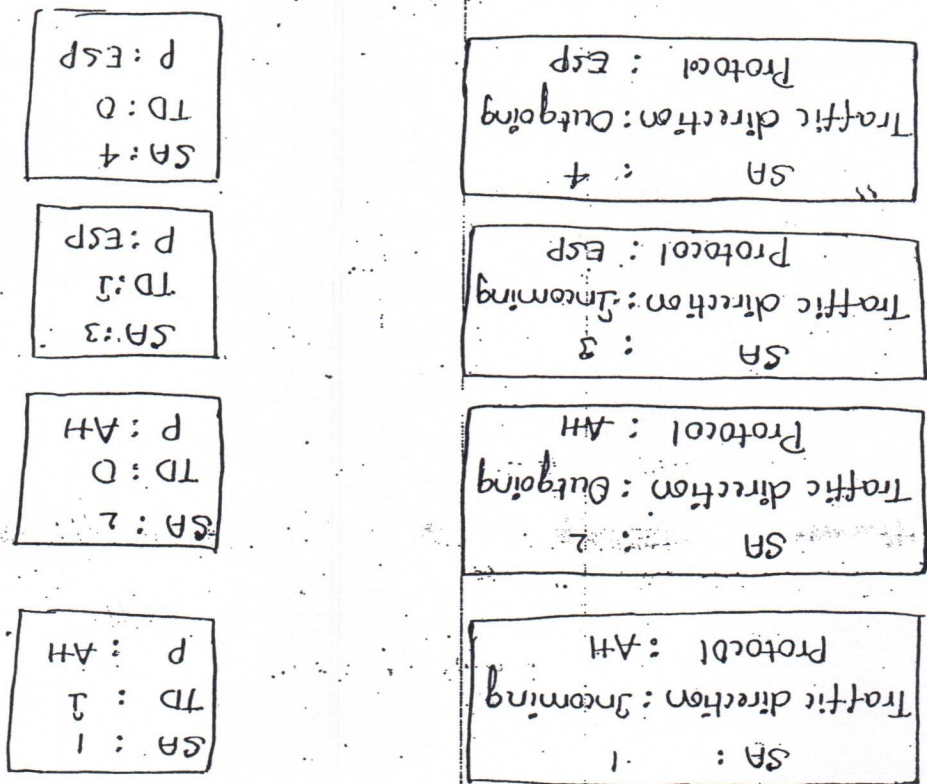 SA : 1
Traffic direction : Incoming
Protocol : AH
SA : 1
TD : I
P : AH
SA : 2
Traffic direction : Outgoing
Protocol : AH
SA : 2
TD : O
P : AH
SA : 3
Traffic direction : Incoming
Protocol : ESP
SA : 3
TD : I
P : ESP
SA : 4
Traffic direction : Outgoing
Protocol : ESP
SA : 4
TD : O
P : ESP